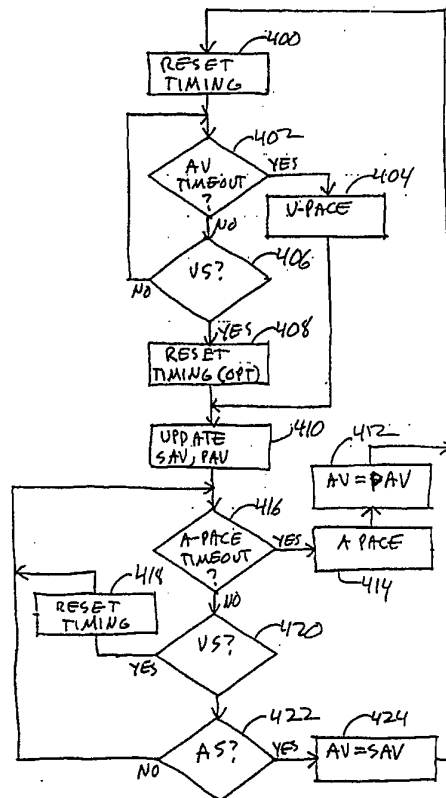 400
RESET
TIMING
402
AV
TIMEOUT
?
YES
404
V-PACE
NO
406
VS?
NO
YES
408
RESET
TIMING (OPT)
410
UPDATE
SAV, PAV
412
AV = PAV
416
A-PACE
TIMEOUT
?
YES
A PACE
414
418
RESET
TIMING
NO
420
VS?
YES
422
AS?
NO
YES
424
AV=SAV